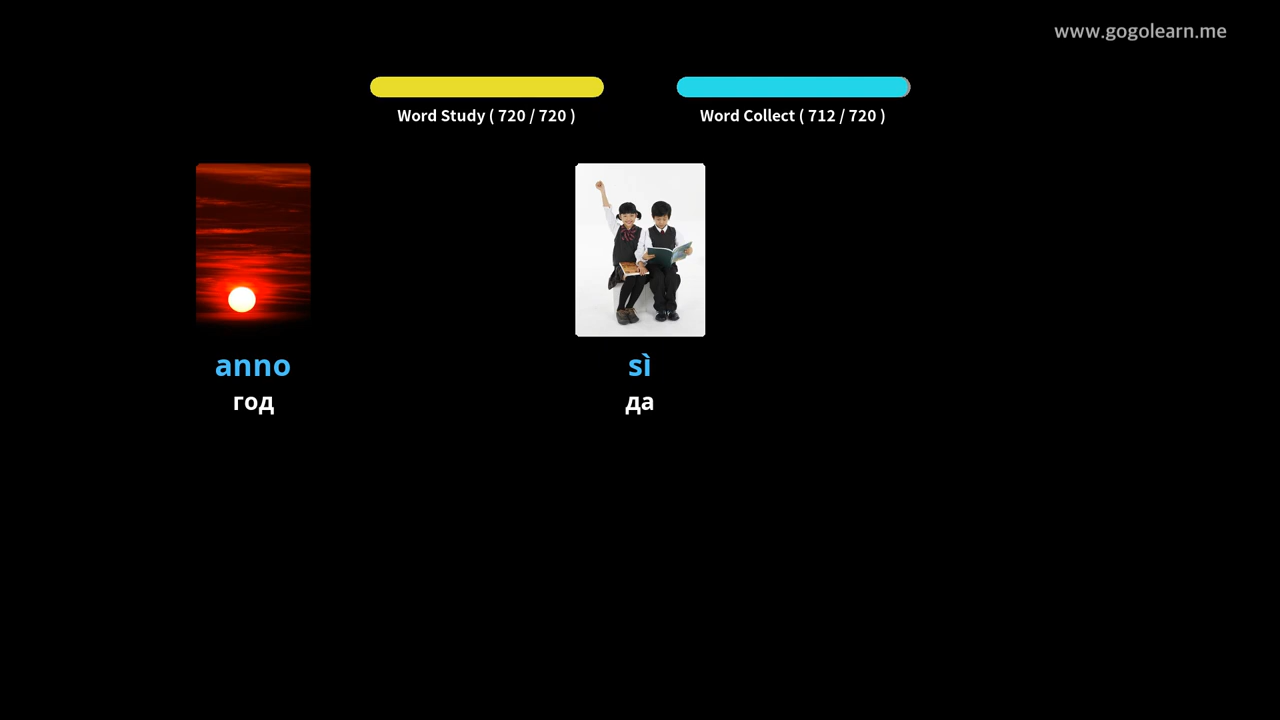 www.gogolearn.me
Word Study ( 720 / 720 )
Word Collect ( 712 / 720 )
anno
год
sì
да